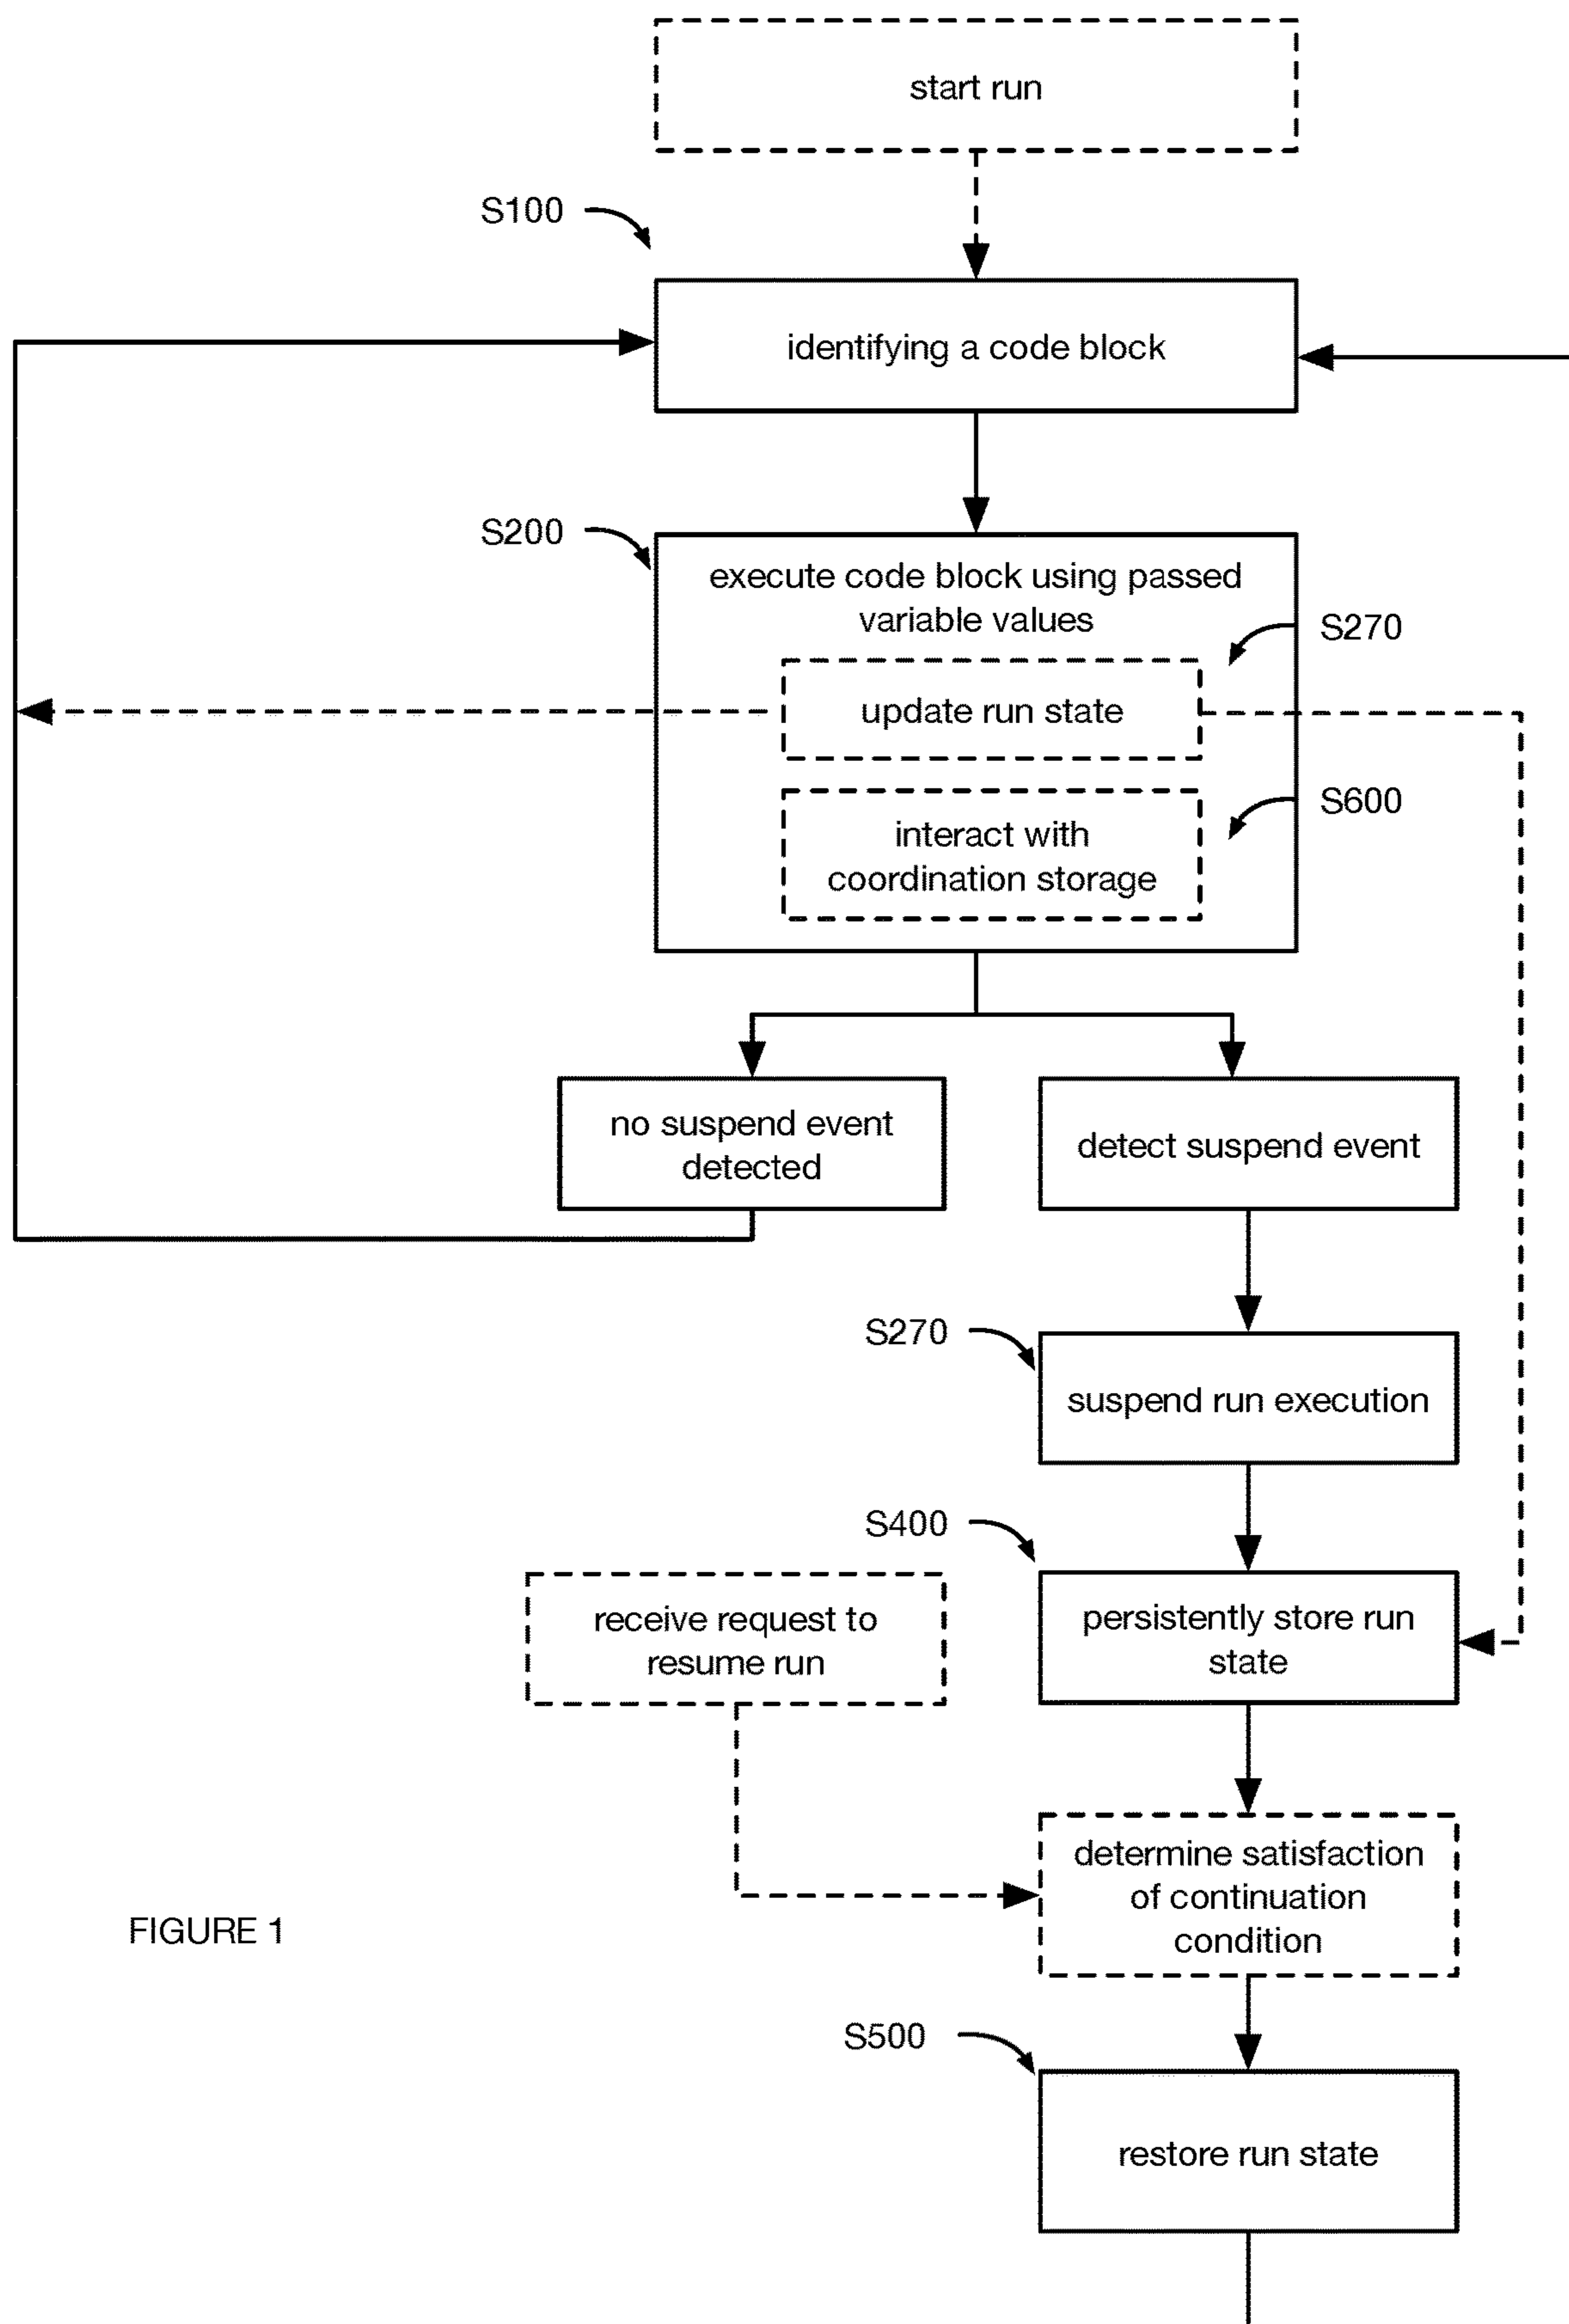 start run
S100
identifying a code block
S200
execute code block using passed
variable values
S270
update run state
S600
interact with
coordination storage
no suspend event
detected
detect suspend event
S270
suspend run execution
S400
receive request to
resume run
persistently store run
state
determine satisfaction
of continuation
condition
FIGURE 1
S500
restore run state